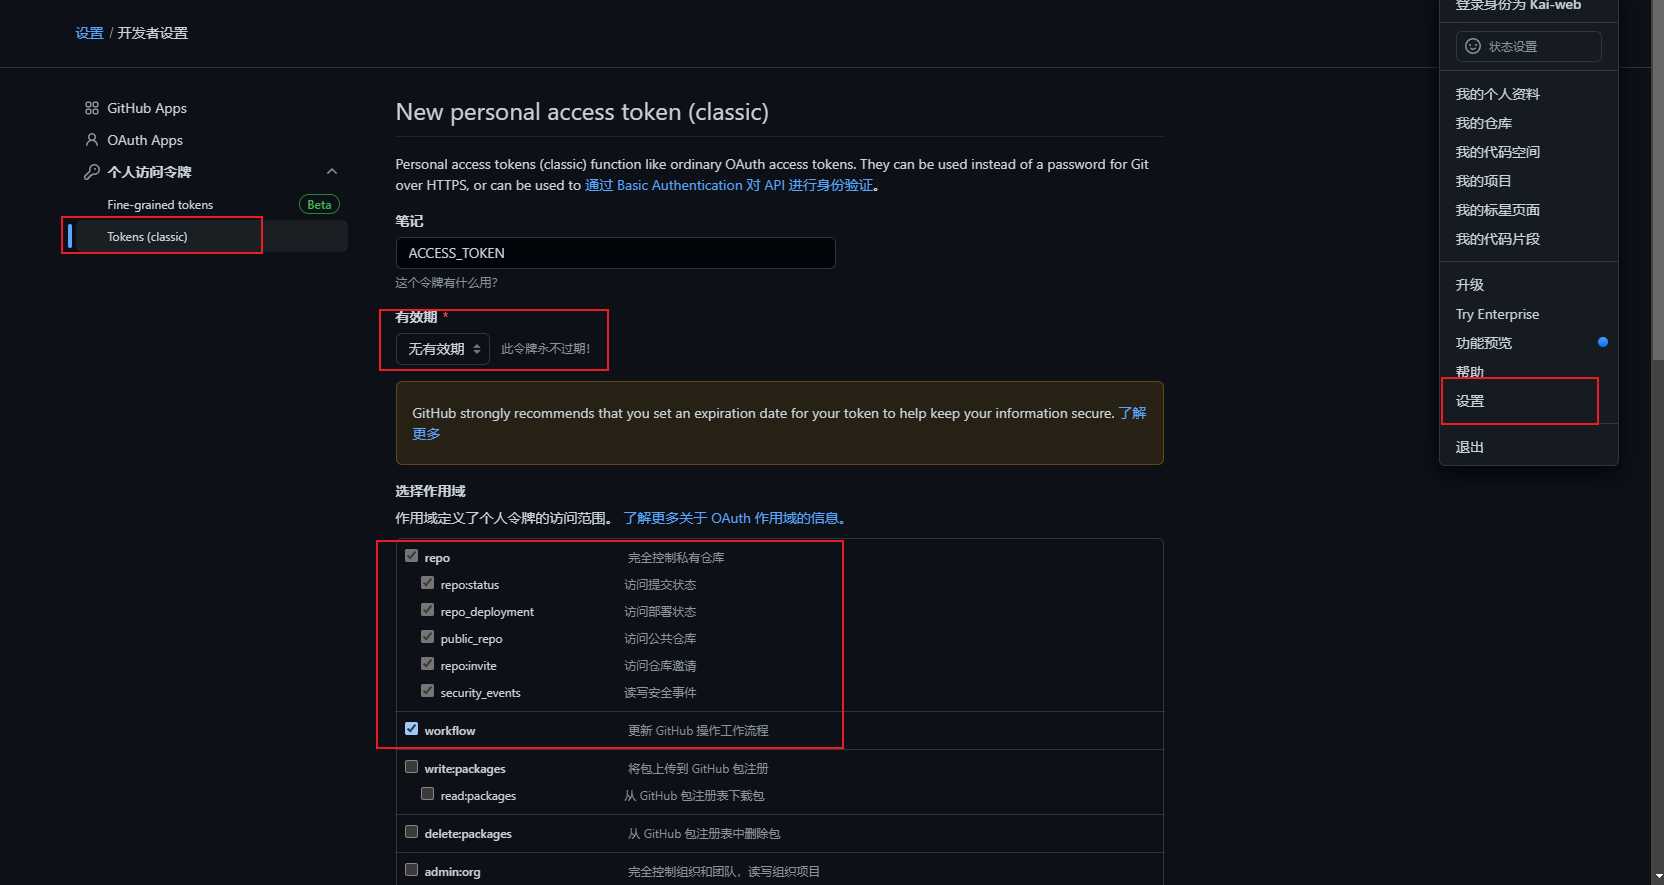 设置 / 开发者设置
GitHub Apps
OAuth Apps
个人访问令牌
Fine-grained tokens Beta
Tokens (classic)
New personal access token (classic)
Personal access tokens (classic) function like ordinary OAuth access tokens. They can be used instead of a password for Git
over HTTPS, or can be used to 通过 Basic Authentication 对 API 进行身份验证。
笔记
ACCESS_TOKEN
这个令牌有什么用?
有效期 *
无有效期 此令牌永不过期!
GitHub strongly recommends that you set an expiration date for your token to help keep your information secure. 了解
更多
选择作用域
作用域定义了个人令牌的访问范围。 了解更多关于 OAuth 作用域的信息。
repo 完全控制私有仓库
repo:status 访问提交状态
repo_deployment 访问部署状态
public_repo 访问公共仓库
repo:invite 访问仓库邀请
security_events 读写安全事件
workflow 更新 GitHub 操作工作流程
write:packages 将包上传到 GitHub 包注册
read:packages 从 GitHub 包注册表下载包
delete:packages 从 GitHub 包注册表中删除包
admin:org 完全控制组织和团队，读写组织项目
登录身份为 Kai-web
状态设置
我的个人资料
我的仓库
我的代码空间
我的项目
我的标星页面
我的代码片段
升级
Try Enterprise
功能预览
帮助
设置
退出